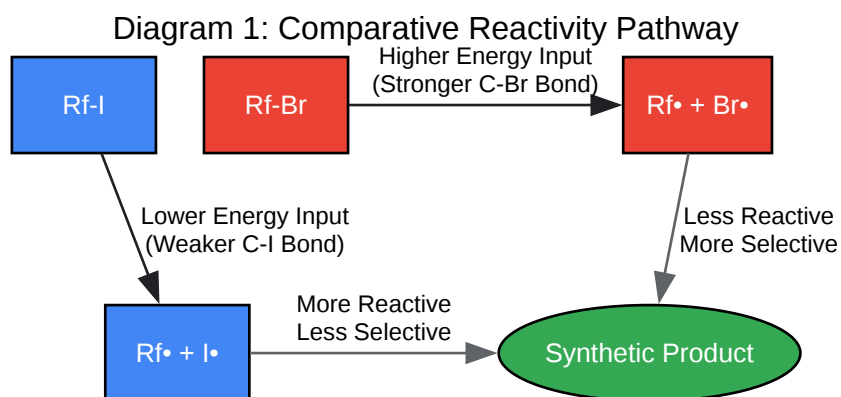 Diagram 1: Comparative Reactivity Pathway
Rf-I
Rf-Br
Higher Energy Input
(Stronger C-Br Bond)
Rf• + Br•
Lower Energy Input
(Weaker C-I Bond)
Less Reactive
More Selective
Rf• + I•
More Reactive
Less Selective
Synthetic Product